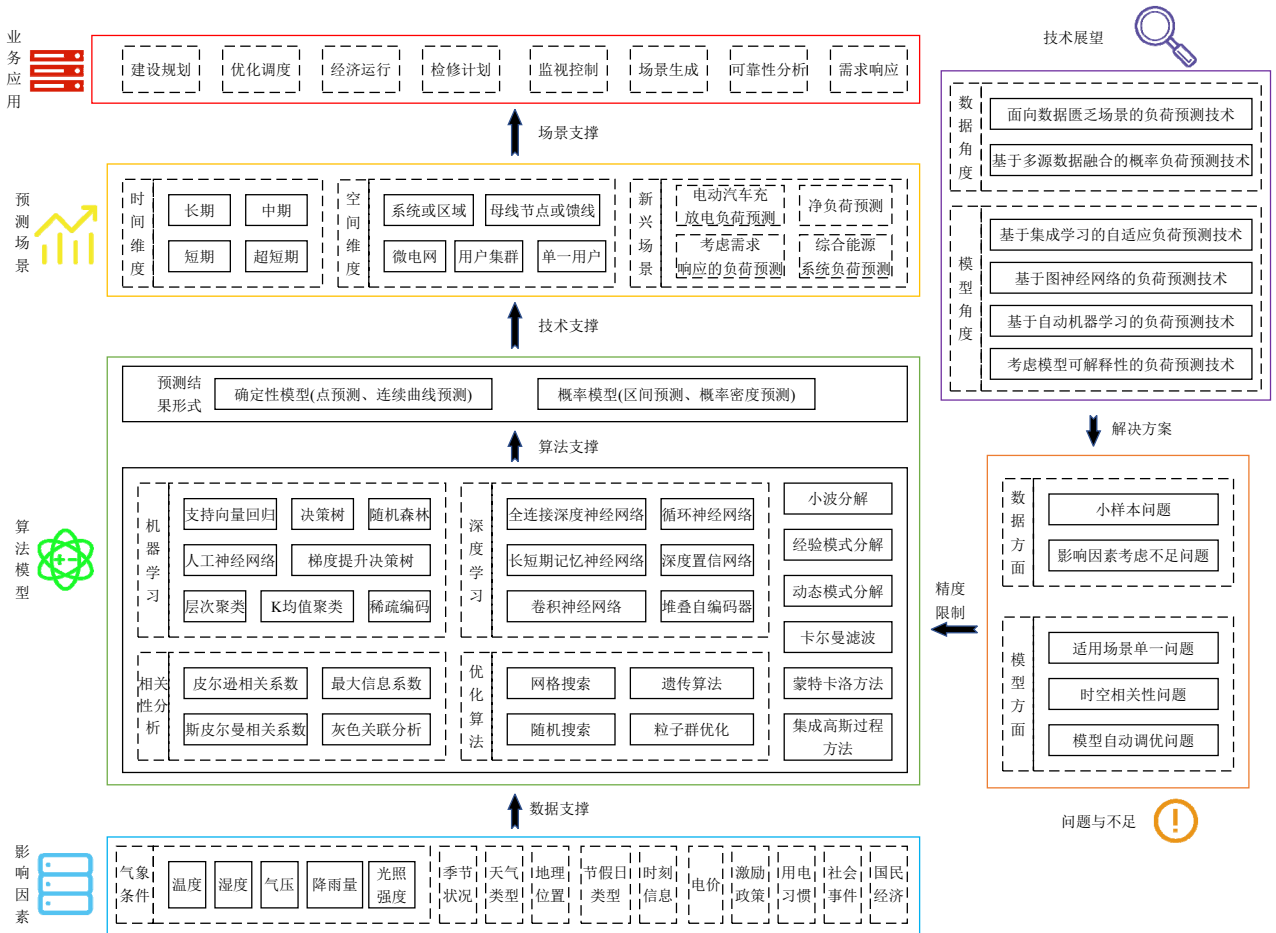 业
务
应
用
建设规划
优化调度
经济运行
检修计划
监视控制
场景生成
可靠性分析
需求响应
场景支撑
预
测
场
景
时
间
维
度
长期
中期
短期
超短期
空
间
维
度
系统或区域
母线节点或馈线
微电网
用户集群
单一用户
新
兴
场
景
电动汽车充
放电负荷预测
净负荷预测
考虑需求
响应的负荷预测
综合能源
系统负荷预测
技术支撑
算
法
模
型
预测结
果形式
确定性模型(点预测、连续曲线预测)
概率模型(区间预测、概率密度预测)
算法支撑
机
器
学
习
支持向量回归
决策树
随机森林
人工神经网络
梯度提升决策树
层次聚类
K均值聚类
稀疏编码
深
度
学
习
全连接深度神经网络
循环神经网络
长短期记忆神经网络
深度置信网络
卷积神经网络
堆叠自编码器
相关
性分
析
皮尔逊相关系数
最大信息系数
斯皮尔曼相关系数
灰色关联分析
优
化
算
法
网格搜索
遗传算法
随机搜索
粒子群优化
小波分解
经验模式分解
动态模式分解
卡尔曼滤波
蒙特卡洛方法
集成高斯过程
方法
数据支撑
影
响
因
素
气象
条件
温度
湿度
气压
降雨量
光照
强度
季节
状况
天气
类型
地理
位置
节假日
类型
时刻
信息
电价
激励
政策
用电
习惯
社会
事件
国民
经济
技术展望
数
据
角
度
面向数据匮乏场景的负荷预测技术
基于多源数据融合的概率负荷预测技术
模
型
角
度
基于集成学习的自适应负荷预测技术
基于图神经网络的负荷预测技术
基于自动机器学习的负荷预测技术
考虑模型可解释性的负荷预测技术
解决方案
数
据
方
面
小样本问题
影响因素考虑不足问题
精度
限制
模
型
方
面
适用场景单一问题
时空相关性问题
模型自动调优问题
问题与不足